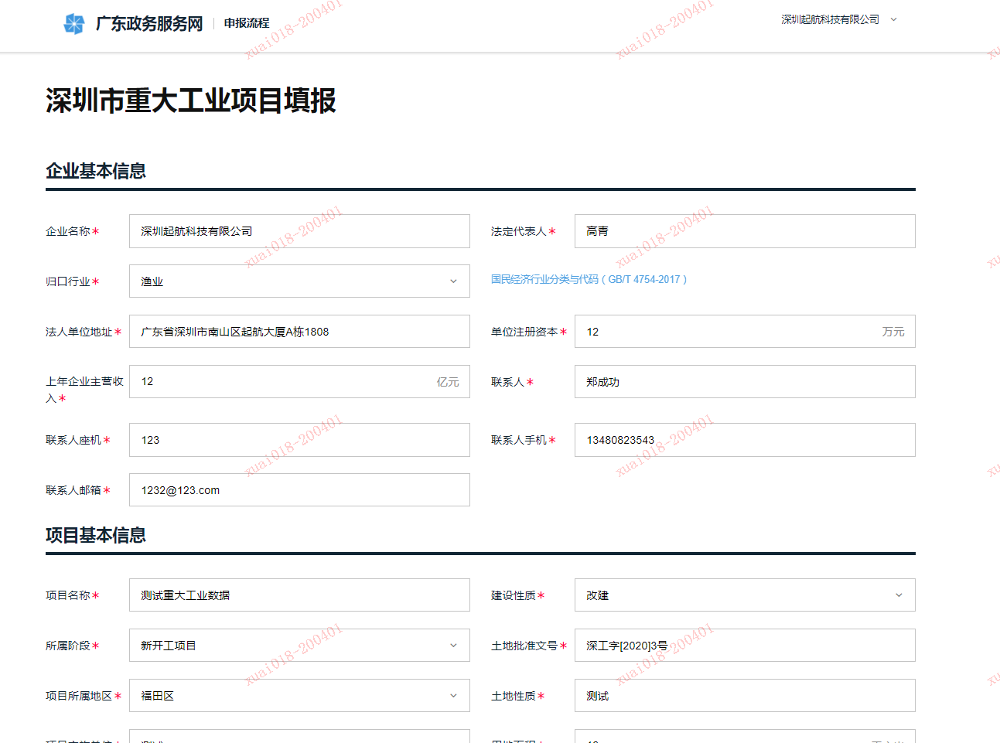 广东政务服务网 申报流程 深圳起航科技有限公司
深圳市重大工业项目填报
企业基本信息
企业名称* 深圳起航科技有限公司 法定代表人* 高青
归口行业* 渔业 国民经济行业分类与代码（GB/T 4754-2017）
法人单位地址* 广东省深圳市南山区起航大厦A栋1808 单位注册资本* 12 万元
上年企业主营收入* 12 亿元 联系人* 郑成功
联系人座机* 123 联系人手机* 13480823543
联系人邮箱* 1232@123.com
项目基本信息
项目名称* 测试重大工业数据 建设性质* 改建
所属阶段* 新开工项目 土地批准文号* 深工字[2020]3号
项目所属地区* 福田区 土地性质* 测试
xuai018-200401 xuai018-200401
xuai018-200401 xuai018-200401
xuai018-200401 xuai018-200401
xuai018-200401 xuai018-200401